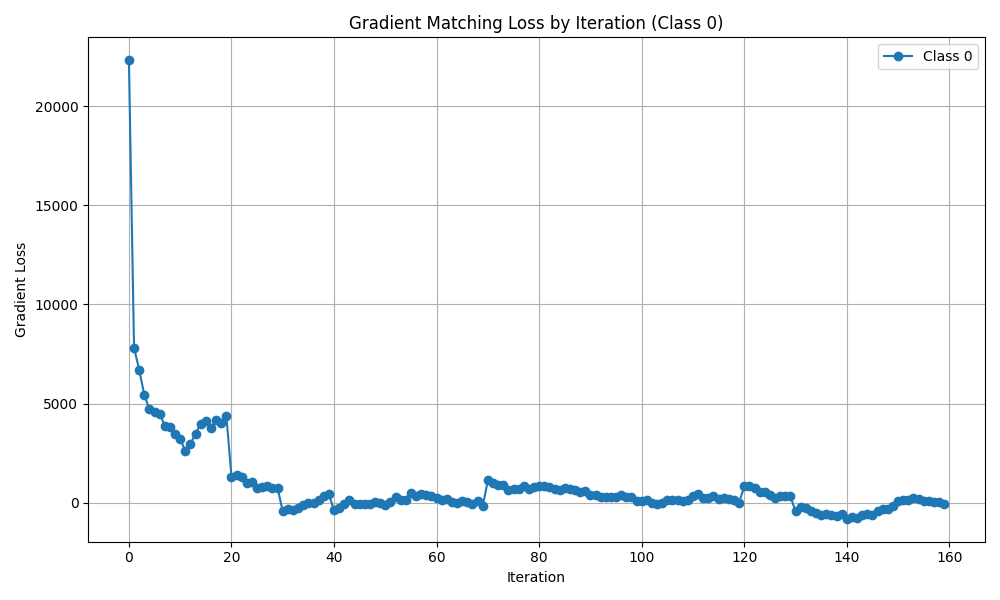 Gradient Matching Loss by Iteration (Class 0)
Class 0
20000
15000
10000
5000
0
Gradient Loss
0 20 40 60 80 100 120 140 160
Iteration